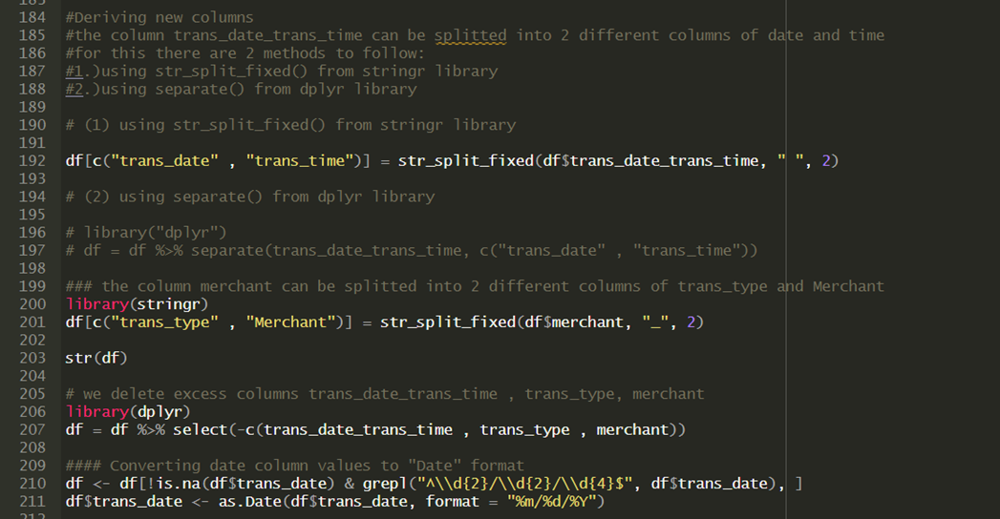 184 #Deriving new columns
185 #the column trans_date_trans_time can be splitted into 2 different columns of date and time
186 #for this there are 2 methods to follow:
187 #1.)using str_split_fixed() from stringr library
188 #2.)using separate() from dplyr library
189
190 # (1) using str_split_fixed() from stringr library
191
192 df[c("trans_date" , "trans_time")] = str_split_fixed(df$trans_date_trans_time, " ", 2)
193
194 # (2) using separate() from dplyr library
195
196 # library("dplyr")
197 # df = df %>% separate(trans_date_trans_time, c("trans_date" , "trans_time"))
198
199 ### the column merchant can be splitted into 2 different columns of trans_type and Merchant
200 library(stringr)
201 df[c("trans_type" , "Merchant")] = str_split_fixed(df$merchant, "_", 2)
202
203 str(df)
204
205 # we delete excess columns trans_date_trans_time , trans_type, merchant
206 library(dplyr)
207 df = df %>% select(-c(trans_date_trans_time , trans_type , merchant))
208
209 #### Converting date column values to "Date" format
210 df <- df[!is.na(df$trans_date) & grepl("^\\d{2}/\\d{2}/\\d{4}$", df$trans_date), ]
211 df$trans_date <- as.Date(df$trans_date, format = "%m/%d/%Y")